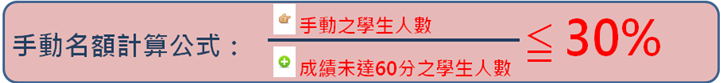 手動名額計算公式：
手動之學生人數
成績未達60分之學生人數
≦ 30%